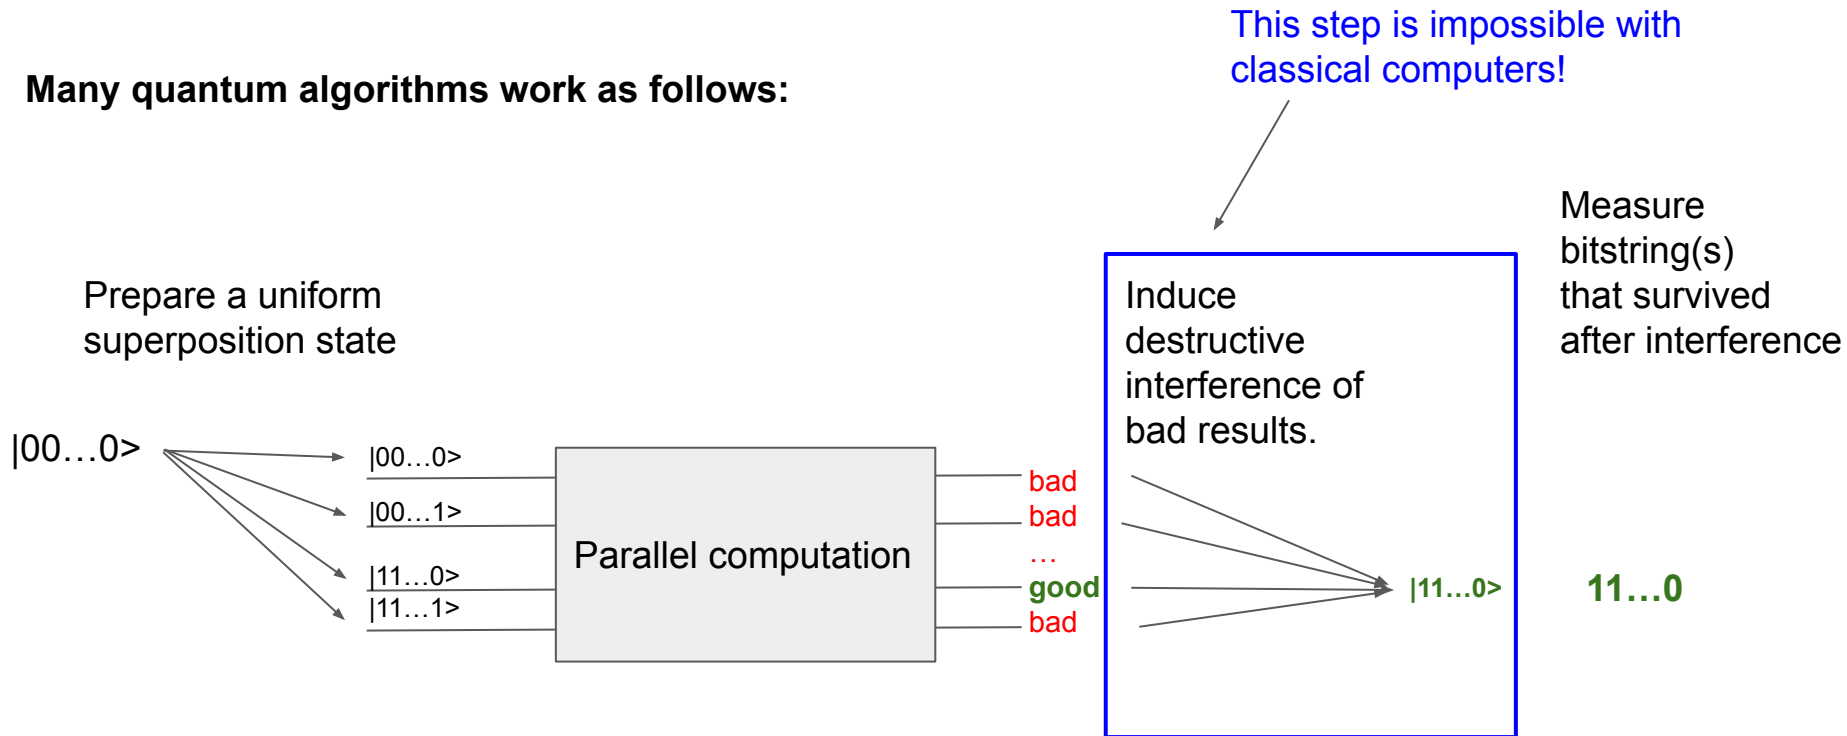 This step is impossible with
classical computers!
Many quantum algorithms work as follows:
Prepare a uniform
superposition state
|00…0>
|00…0>
|00…1>
|11…0>
|11…1>
Parallel computation
bad
bad
…
good
bad
Induce
destructive
interference of
bad results.
|11…0>
Measure
bitstring(s)
that survived
after interference
11…0